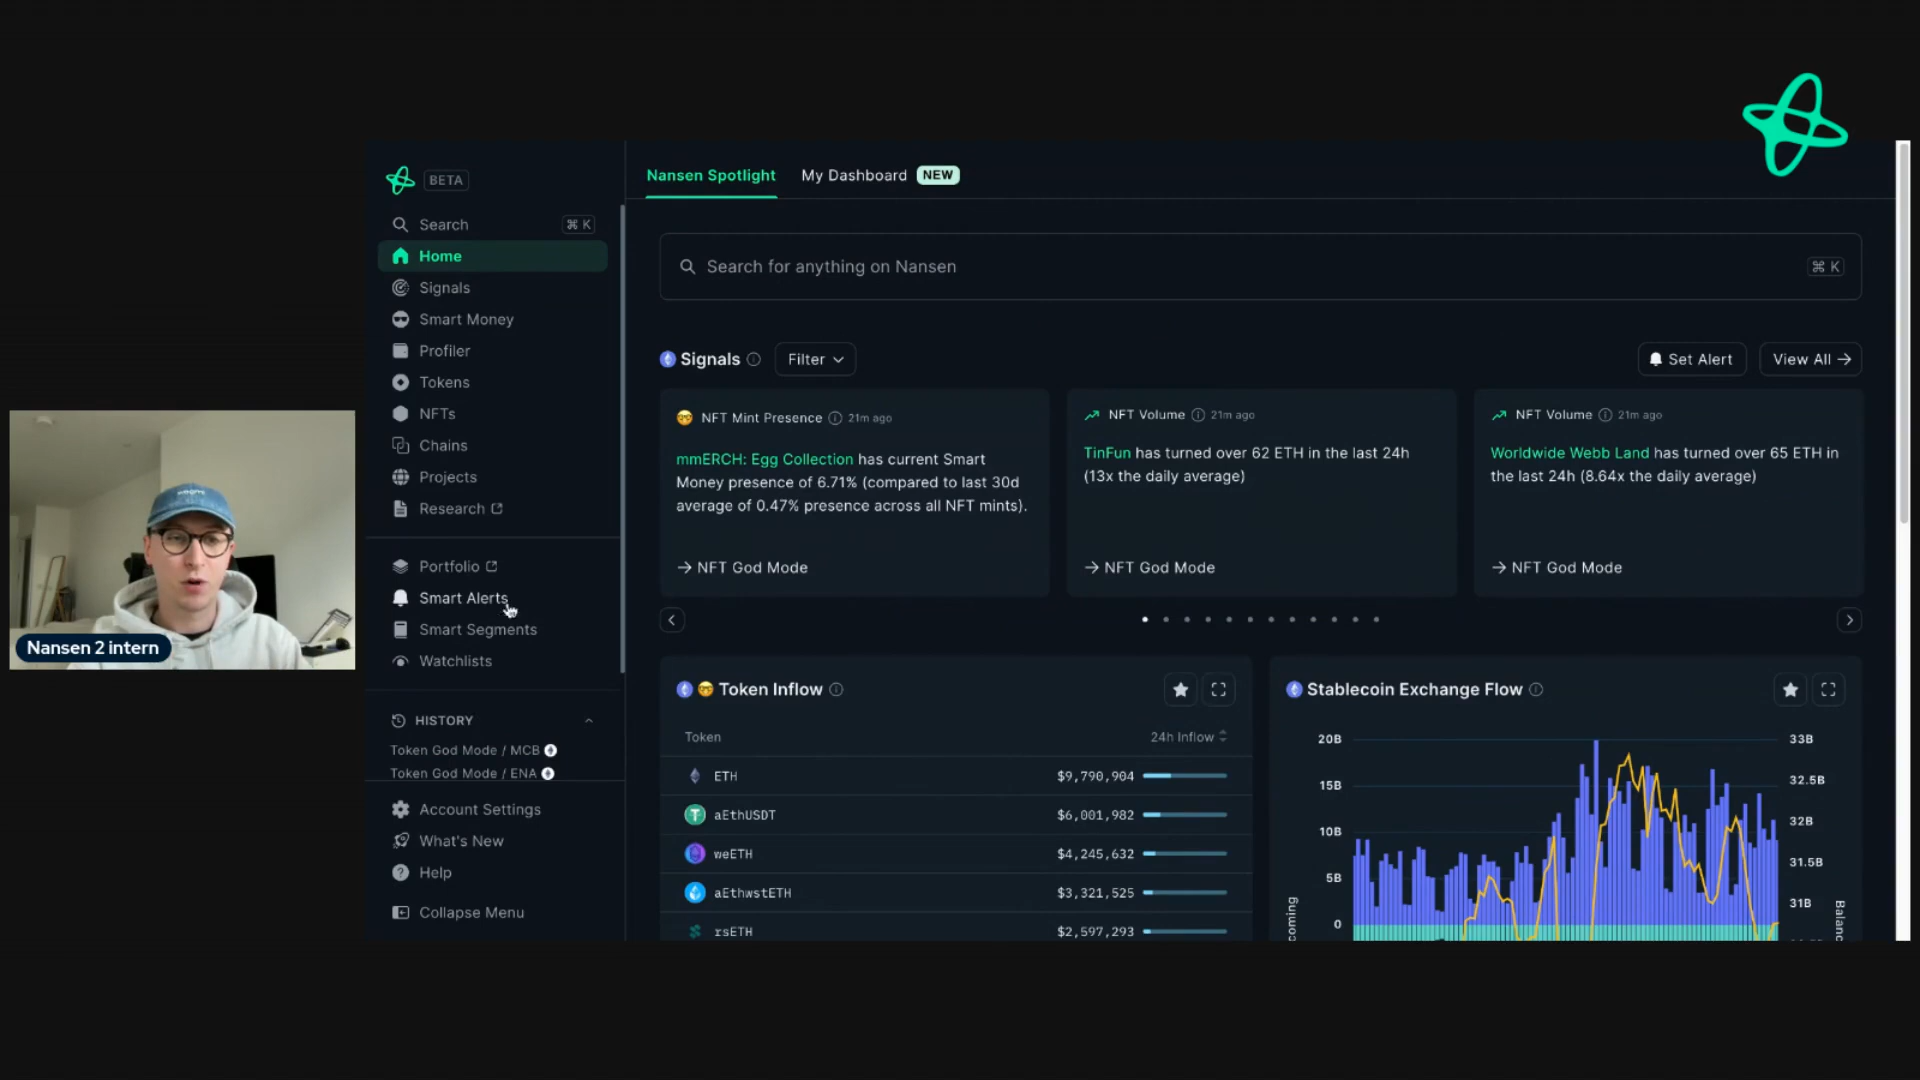 BETA
Search
⌘ K
Home
Signals
Smart Money
Profiler
Tokens
NFTs
Chains
Projects
Research
Portfolio
Smart Alerts
Smart Segments
Watchlists
HISTORY
Token God Mode / MCB
Token God Mode / ENA
Account Settings
What's New
Help
Collapse Menu
Nansen 2 intern
Nansen Spotlight
My Dashboard
NEW
Search for anything on Nansen
⌘ K
Signals
Filter
Set Alert
View All →
NFT Mint Presence
21m ago
mmERCH: Egg Collection has current Smart
Money presence of 6.71% (compared to last 30d
average of 0.47% presence across all NFT mints).
→ NFT God Mode
NFT Volume
21m ago
TinFun has turned over 62 ETH in the last 24h
(13x the daily average)
→ NFT God Mode
NFT Volume
21m ago
Worldwide Webb Land has turned over 65 ETH in
the last 24h (8.64x the daily average)
→ NFT God Mode
Token Inflow
Token
24h Inflow
ETH
$9,790,904
aEthUSDT
$6,001,982
weETH
$4,245,632
aEthwstETH
$3,321,525
rsETH
$2,597,293
Stablecoin Exchange Flow
20B
15B
10B
5B
0
33B
32.5B
32B
31.5B
31B